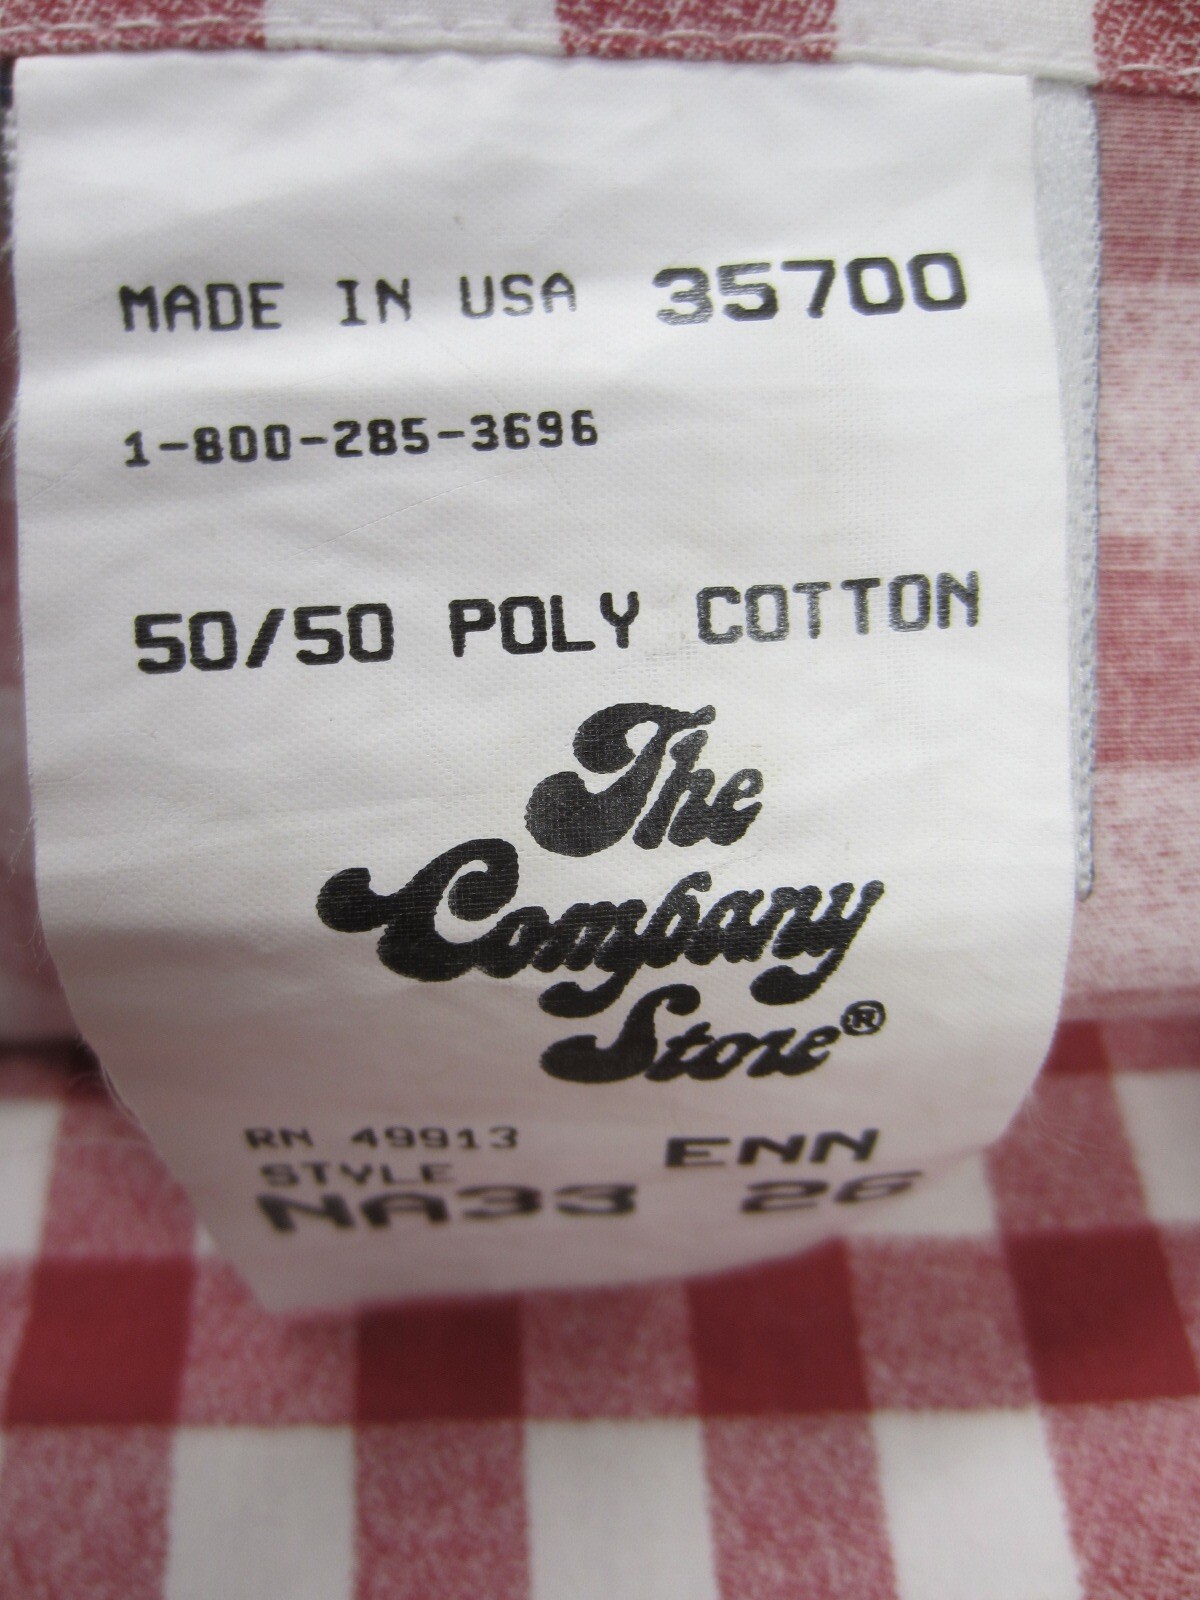 MADE IN USA 35700
1-800-285-3696
50/50 POLY COTTON
The
Company
Store®
RN 49913 ENN
STYLE
NA33 26